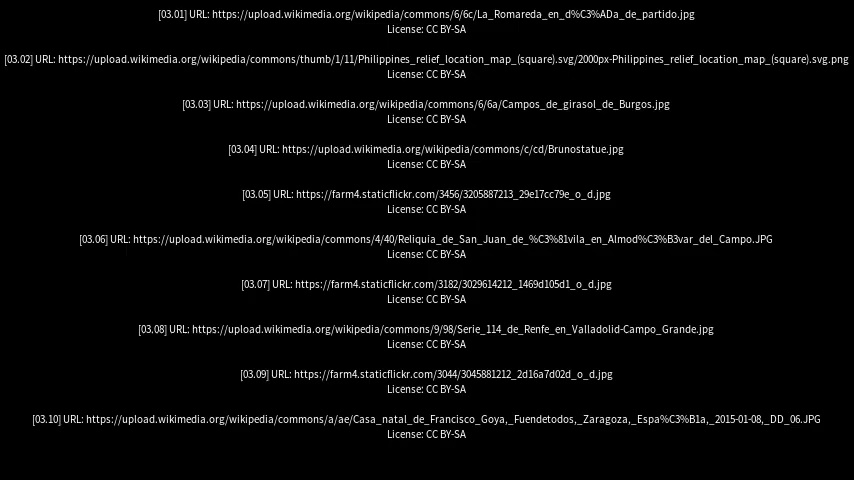 [03.01] URL: https://upload.wikimedia.org/wikipedia/commons/6/6c/La_Romareda_en_d%C3%ADa_de_partido.jpg
License: CC BY-SA
[03.02] URL: https://upload.wikimedia.org/wikipedia/commons/thumb/1/11/Philippines_relief_location_map_(square).svg/2000px-Philippines_relief_location_map_(square).svg.png
License: CC BY-SA
[03.03] URL: https://upload.wikimedia.org/wikipedia/commons/6/6a/Campos_de_girasol_de_Burgos.jpg
License: CC BY-SA
[03.04] URL: https://upload.wikimedia.org/wikipedia/commons/c/cd/Brunostatue.jpg
License: CC BY-SA
[03.05] URL: https://farm4.staticflickr.com/3456/3205887213_29e17cc79e_o_d.jpg
License: CC BY-SA
[03.06] URL: https://upload.wikimedia.org/wikipedia/commons/4/40/Reliquia_de_San_Juan_de_%C3%81vila_en_Almod%C3%B3var_del_Campo.JPG
License: CC BY-SA
[03.07] URL: https://farm4.staticflickr.com/3182/3029614212_1469d105d1_o_d.jpg
License: CC BY-SA
[03.08] URL: https://upload.wikimedia.org/wikipedia/commons/9/98/Serie_114_de_Renfe_en_Valladolid-Campo_Grande.jpg
License: CC BY-SA
[03.09] URL: https://farm4.staticflickr.com/3044/3045881212_2d16a7d02d_o_d.jpg
License: CC BY-SA
[03.10] URL: https://upload.wikimedia.org/wikipedia/commons/a/ae/Casa_natal_de_Francisco_Goya,_Fuendetodos,_Zaragoza,_Espa%C3%B1a,_2015-01-08,_DD_06.JPG
License: CC BY-SA